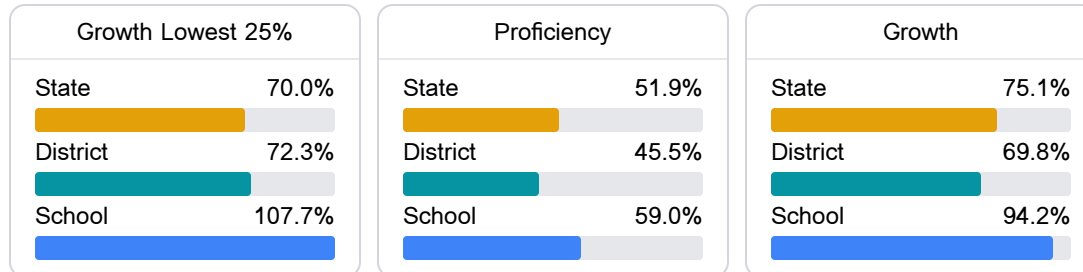 Growth Lowest 25%
State 70.0%
District 72.3%
School 107.7%
Proficiency
State 51.9%
District 45.5%
School 59.0%
Growth
State 75.1%
District 69.8%
School 94.2%